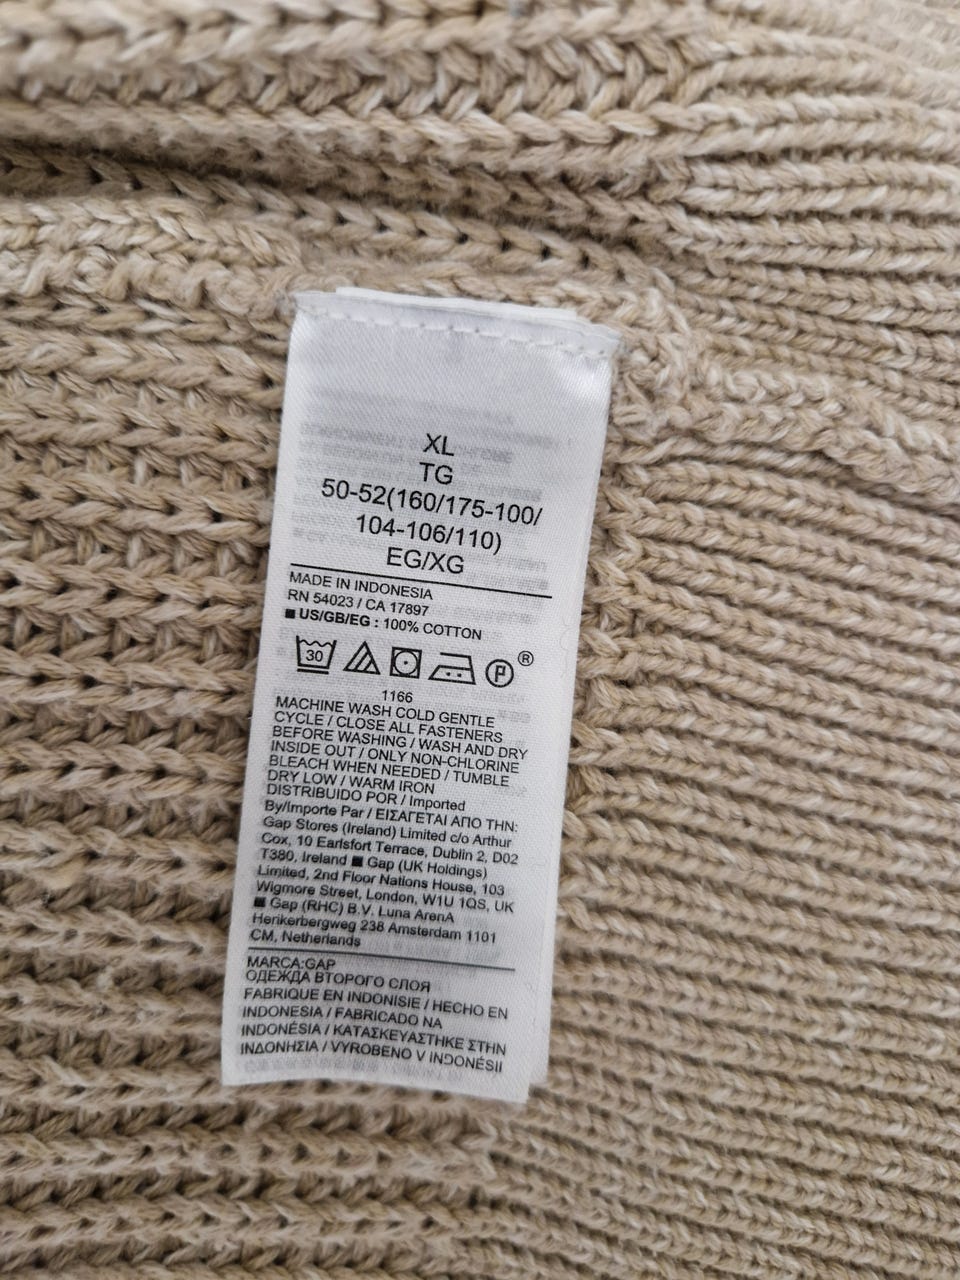 XL
TG
50-52(160/175-100/
104-106/110)
EG/XG
MADE IN INDONESIA
RN 54023 / CA 17897
■ US/GB/EG : 100% COTTON
30 P ®
1166
MACHINE WASH COLD GENTLE
CYCLE / CLOSE ALL FASTENERS
BEFORE WASHING / WASH AND DRY
INSIDE OUT / ONLY NON-CHLORINE
BLEACH WHEN NEEDED / TUMBLE
DRY LOW / WARM IRON
DISTRIBUIDO POR / Imported
By/Importe Par / ΕΙΣΑΓΕΤΑΙ ΑΠΟ ΤΗΝ:
Gap Stores (Ireland) Limited c/o Arthur
Cox, 10 Earlsfort Terrace, Dublin 2, D02
T380, Ireland ■ Gap (UK Holdings)
Limited, 2nd Floor Nations House, 103
Wigmore Street, London, W1U 1QS, UK
■ Gap (RHC) B.V. Luna ArenA
Herikerbergweg 238 Amsterdam 1101
CM, Netherlands
MARCA:GAP
ОДЕЖДА ВТОРОГО СЛОЯ
FABRIQUE EN INDONISIE / HECHO EN
INDONESIA / FABRICADO NA
INDONÉSIA / ΚΑΤΑΣΚΕΥΑΣΤΗΚΕ ΣΤΗΝ
ΙΝΔΟΝΗΣΙΑ / VYROBENO V INDONÉSII